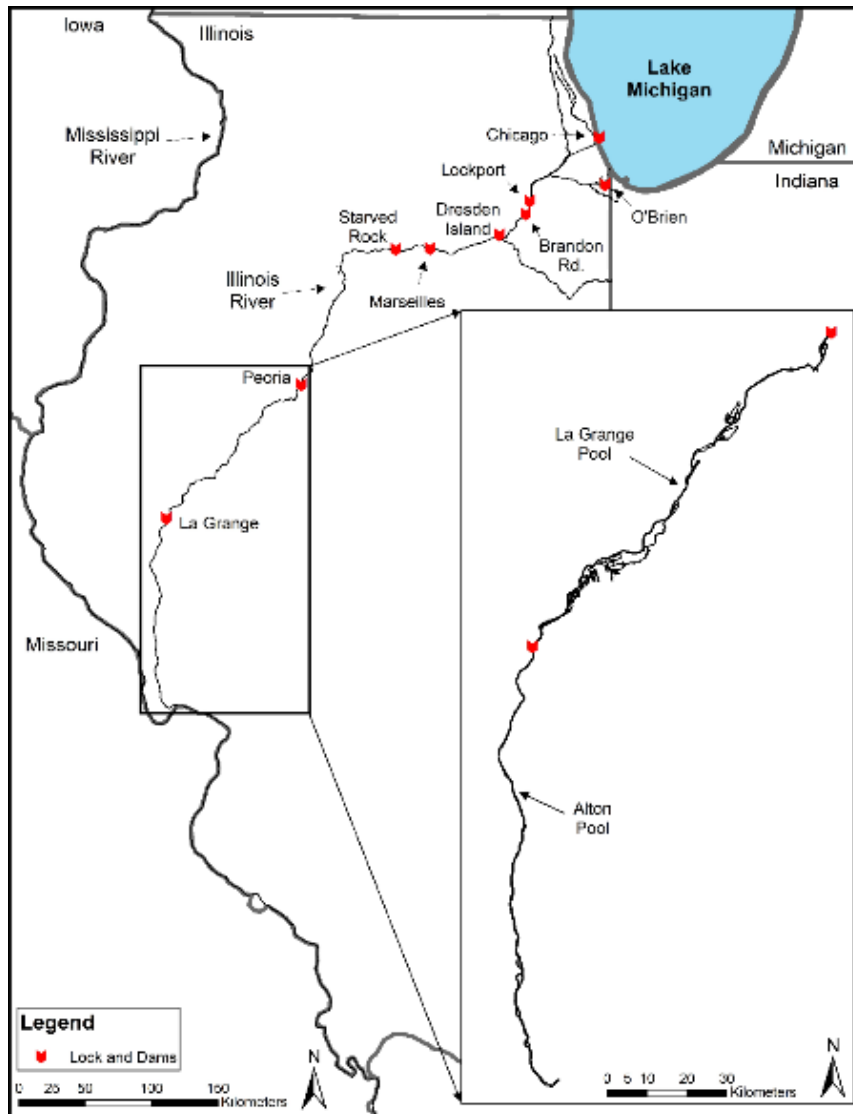 Iowa
Illinois
Lake
Michigan
Mississippi
River
Chicago
Michigan
Indiana
Lockport
O'Brien
Starved
Rock
Dresden
Island
Brandon
Rd.
Illinois
River
Marseilles
Peoria
La Grange
Pool
La Grange
Missouri
Alton
Pool
Legend
Lock and Dams
N
0 25 50 100 150
Kilometers
N
0 5 10 20 30
Kilometers